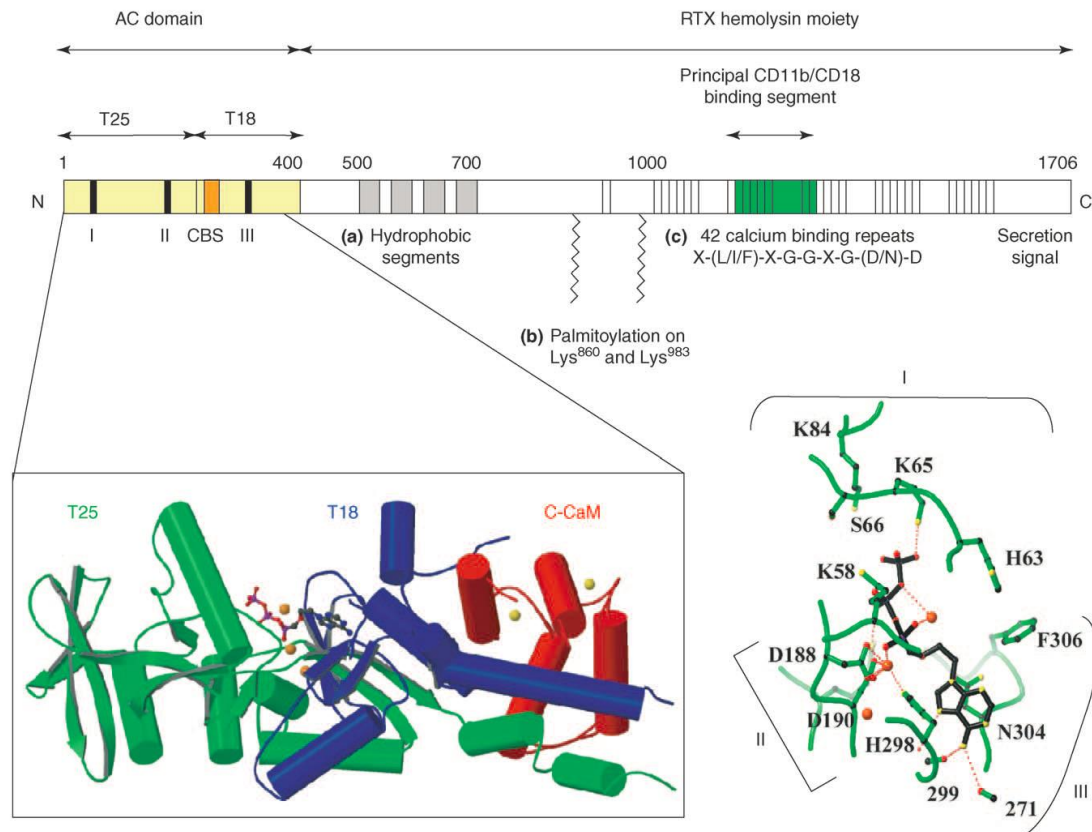 AC domain
RTX hemolysin moiety
Principal CD11b/CD18
binding segment
T25
T18
1
400
500
700
1000
1706
N
C
I
II
CBS
III
(a) Hydrophobic
segments
(c) 42 calcium binding repeats
X-(L/I/F)-X-G-G-X-G-(D/N)-D
Secretion
signal
(b) Palmitoylation on
Lys860 and Lys983
T25
T18
C-CaM
I
K84
K65
S66
H63
K58
F306
D188
D190
N304
H298
II
299
271
III